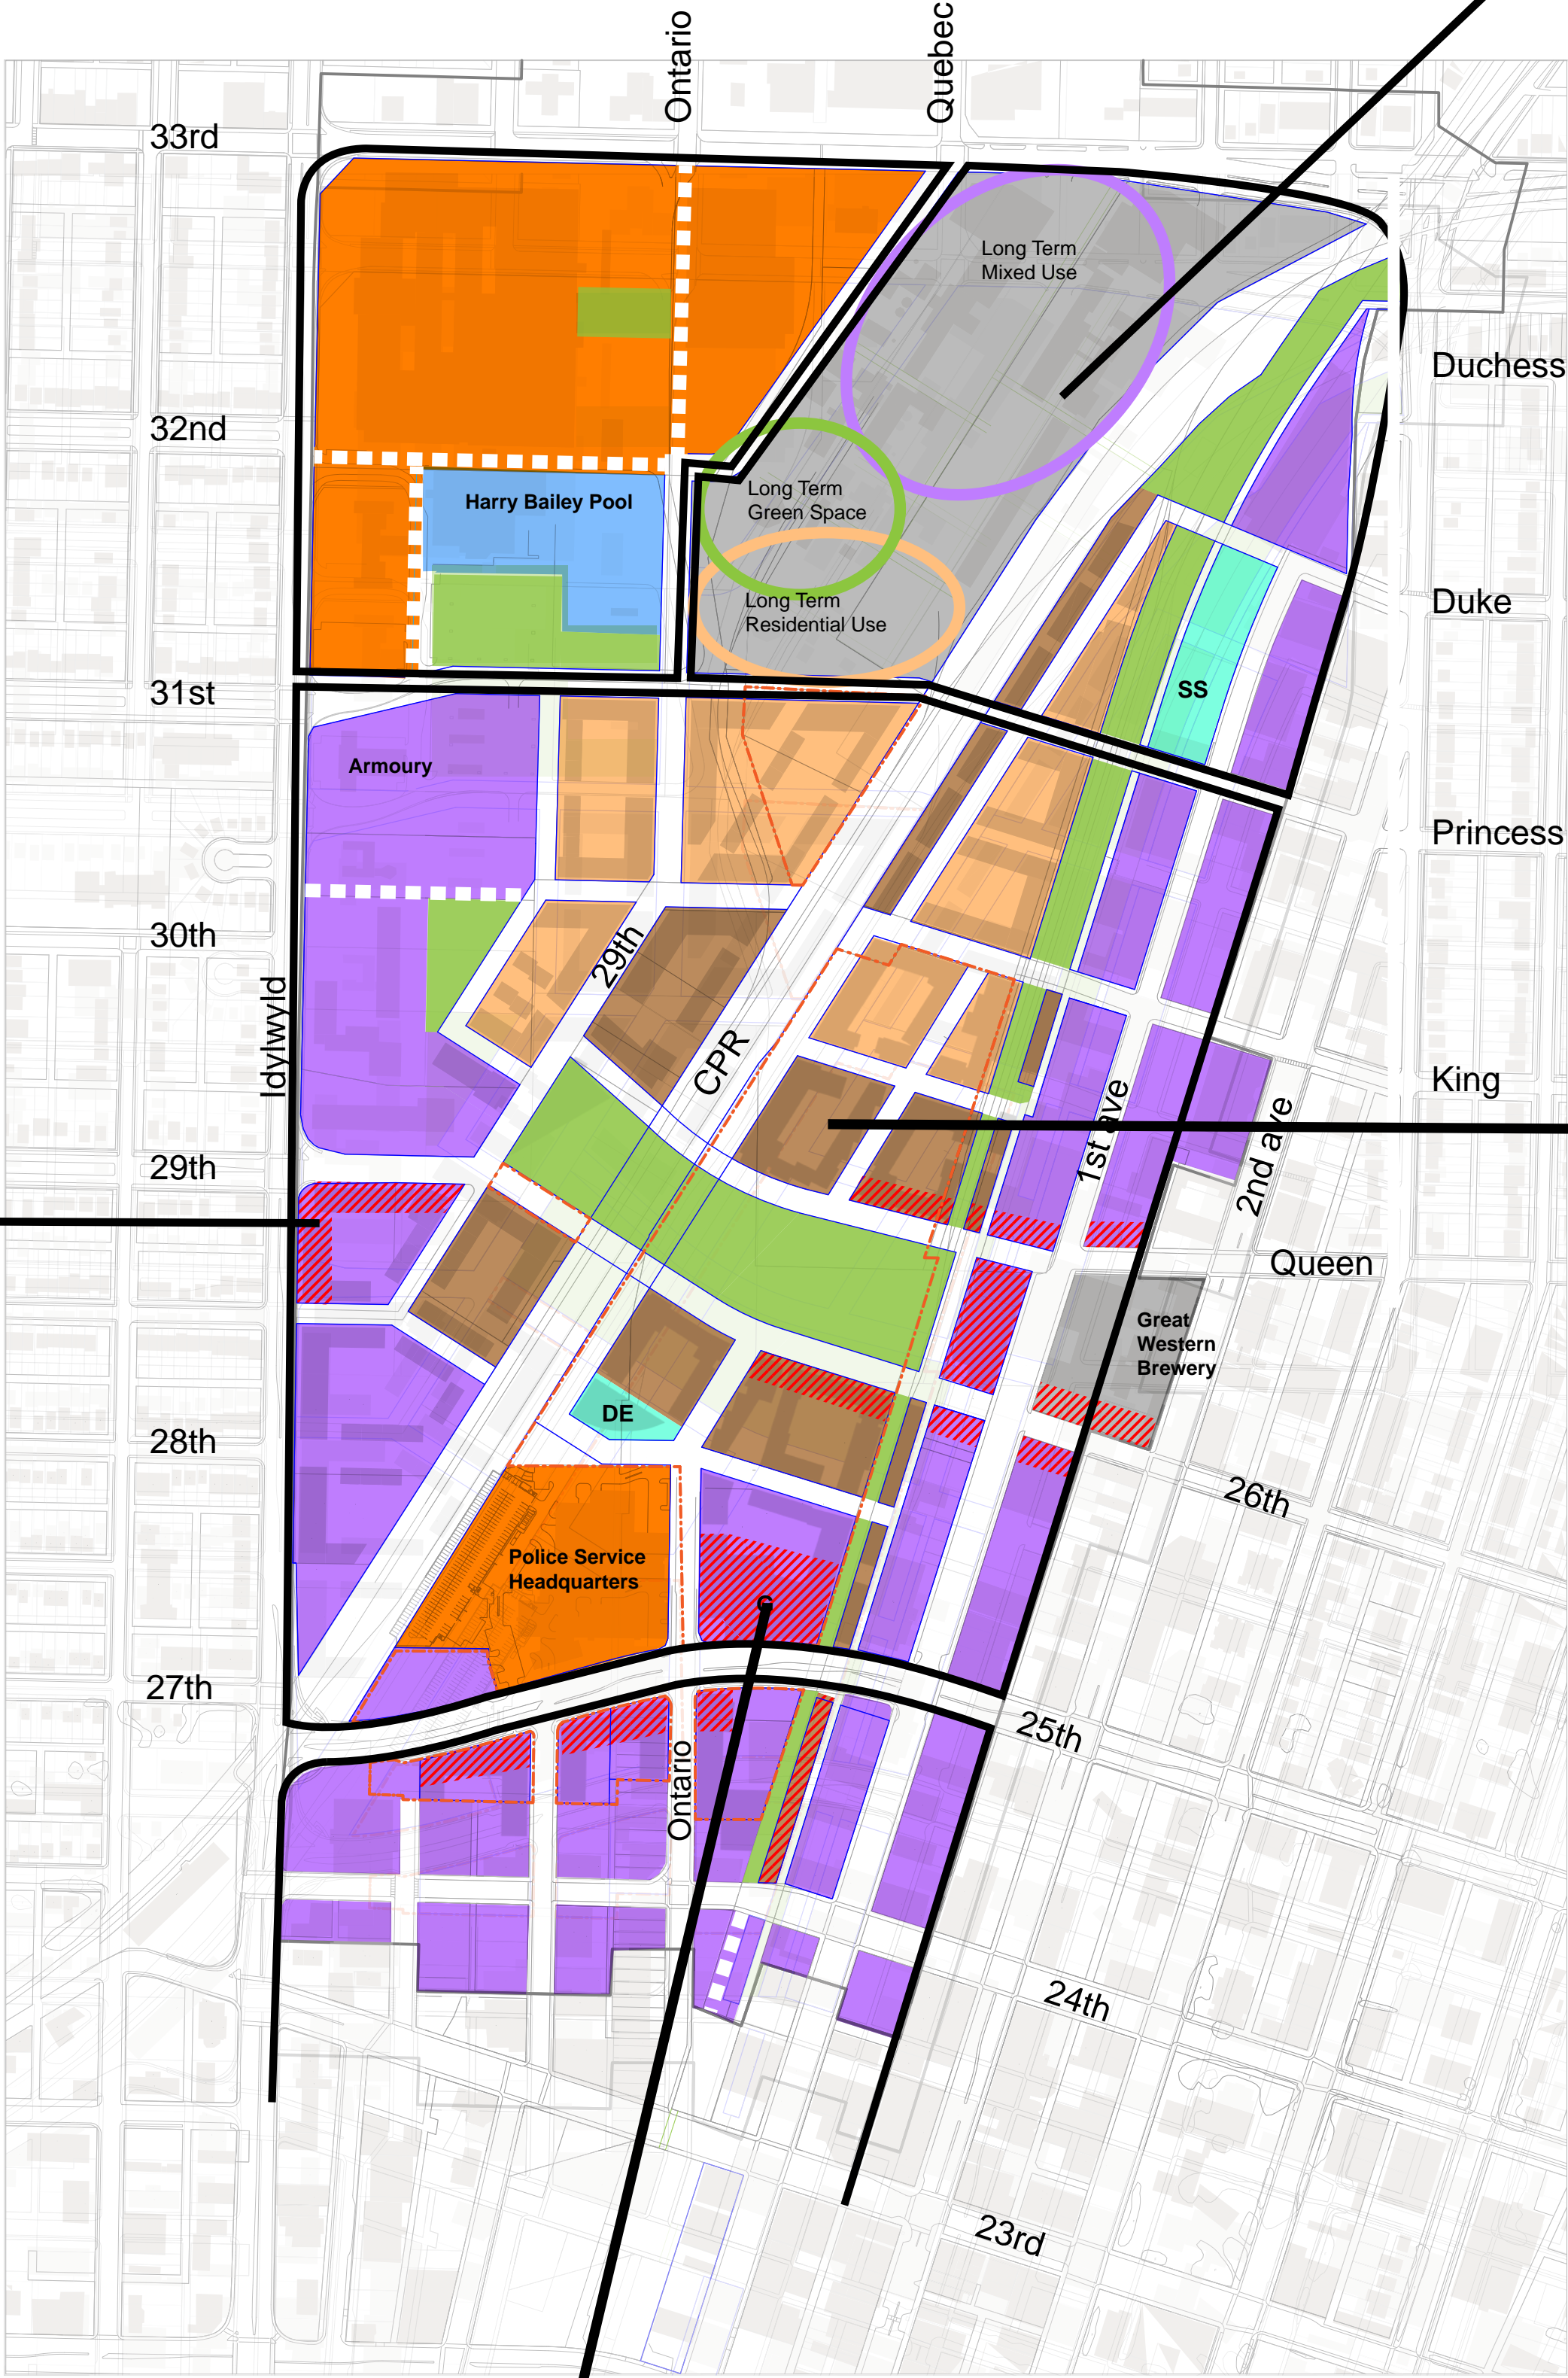 Ontario
Quebec
33rd
Long Term
Mixed Use
Duchess
32nd
Harry Bailey Pool
Long Term
Green Space
Long Term
Residential Use
Duke
SS
31st
Armoury
Princess
30th
29th
Idylwyld
CPR
King
1st ave
2nd ave
29th
Queen
Great
Western
Brewery
DE
28th
26th
Police Service
Headquarters
C
27th
25th
Ontario
24th
23rd